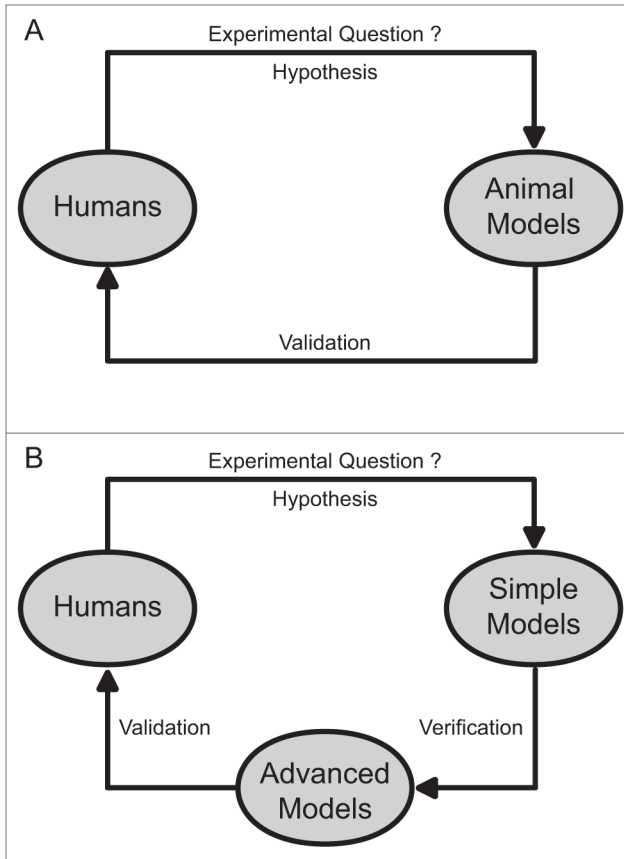 A
Experimental Question ?
Hypothesis
Humans
Animal
Models
Validation
B
Experimental Question ?
Hypothesis
Humans
Simple
Models
Validation
Verification
Advanced
Models